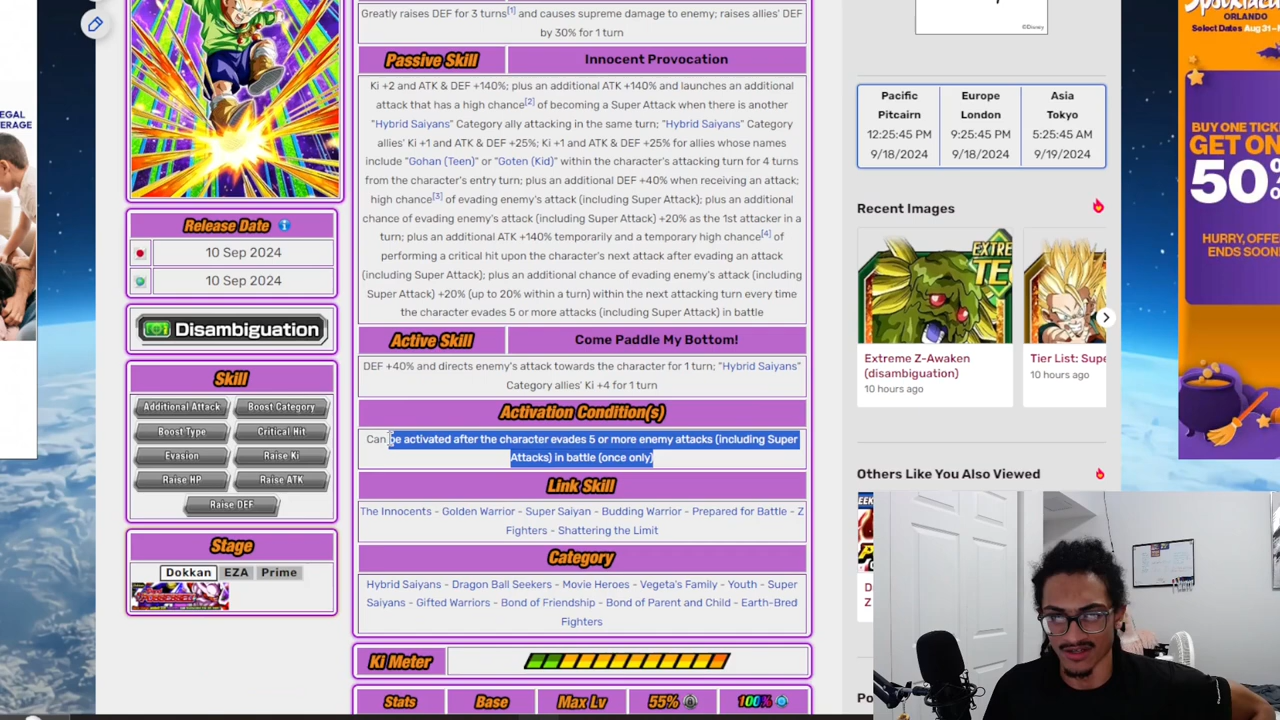 EGAL
ERAGE
Greatly raises DEF for 3 turns[1] and causes supreme damage to enemy; raises allies' DEF
by 30% for 1 turn
Passive Skill
Innocent Provocation
Ki +2 and ATK & DEF +140%; plus an additional ATK +140% and launches an additional
attack that has a high chance[2] of becoming a Super Attack when there is another
"Hybrid Saiyans" Category ally attacking in the same turn; "Hybrid Saiyans" Category
allies' Ki +1 and ATK & DEF +25%; Ki +1 and ATK & DEF +25% for allies whose names
include "Gohan (Teen)" or "Goten (Kid)" within the character's attacking turn for 4 turns
from the character's entry turn; plus an additional DEF +40% when receiving an attack;
high chance[3] of evading enemy's attack (including Super Attack); plus an additional
chance of evading enemy's attack (including Super Attack) +20% as the 1st attacker in a
turn; plus an additional ATK +140% temporarily and a temporary high chance[4] of
performing a critical hit upon the character's next attack after evading an attack
(including Super Attack); plus an additional chance of evading enemy's attack (including
Super Attack) +20% (up to 20% within a turn) within the next attacking turn every time
the character evades 5 or more attacks (including Super Attack) in battle
Active Skill
Come Paddle My Bottom!
DEF +40% and directs enemy's attack towards the character for 1 turn; "Hybrid Saiyans"
Category allies' Ki +4 for 1 turn
Activation Condition(s)
Can be activated after the character evades 5 or more enemy attacks (including Super
Attacks) in battle (once only)
Link Skill
The Innocents - Golden Warrior - Super Saiyan - Budding Warrior - Prepared for Battle - Z
Fighters - Shattering the Limit
Category
Hybrid Saiyans - Dragon Ball Seekers - Movie Heroes - Vegeta's Family - Youth - Super
Saiyans - Gifted Warriors - Bond of Friendship - Bond of Parent and Child - Earth-Bred
Fighters
Ki Meter
Stats
Base
Max Lv
55%
100%
Release Date
10 Sep 2024
10 Sep 2024
Disambiguation
Skill
Additional Attack
Boost Category
Boost Type
Critical Hit
Evasion
Raise Ki
Raise HP
Raise ATK
Raise DEF
Stage
Dokkan
EZA
Prime
©Disney
Pacific
Pitcairn
12:25:45 PM
9/18/2024
Europe
London
9:25:45 PM
9/18/2024
Asia
Tokyo
5:25:45 AM
9/19/2024
Recent Images
EXTRE
TE
Extreme Z-Awaken
(disambiguation)
10 hours ago
Tier List: Supe
10 hours ago
Others Like You Also Viewed
D
Z
Po
ORLANDO
Select Dates Aug 31-
BUY ONE TICK
GET ON
50%
HURRY, OFFE
ENDS SOON